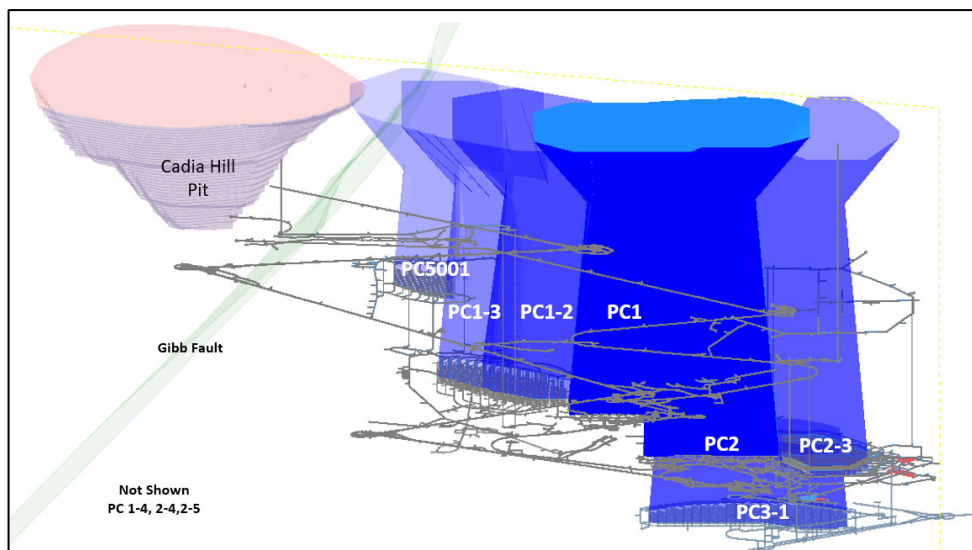 Cadia Hill
Pit
PC5001
PC1-3
PC1-2
PC1
Gibb Fault
PC2
PC2-3
Not Shown
PC 1-4, 2-4,2-5
PC3-1